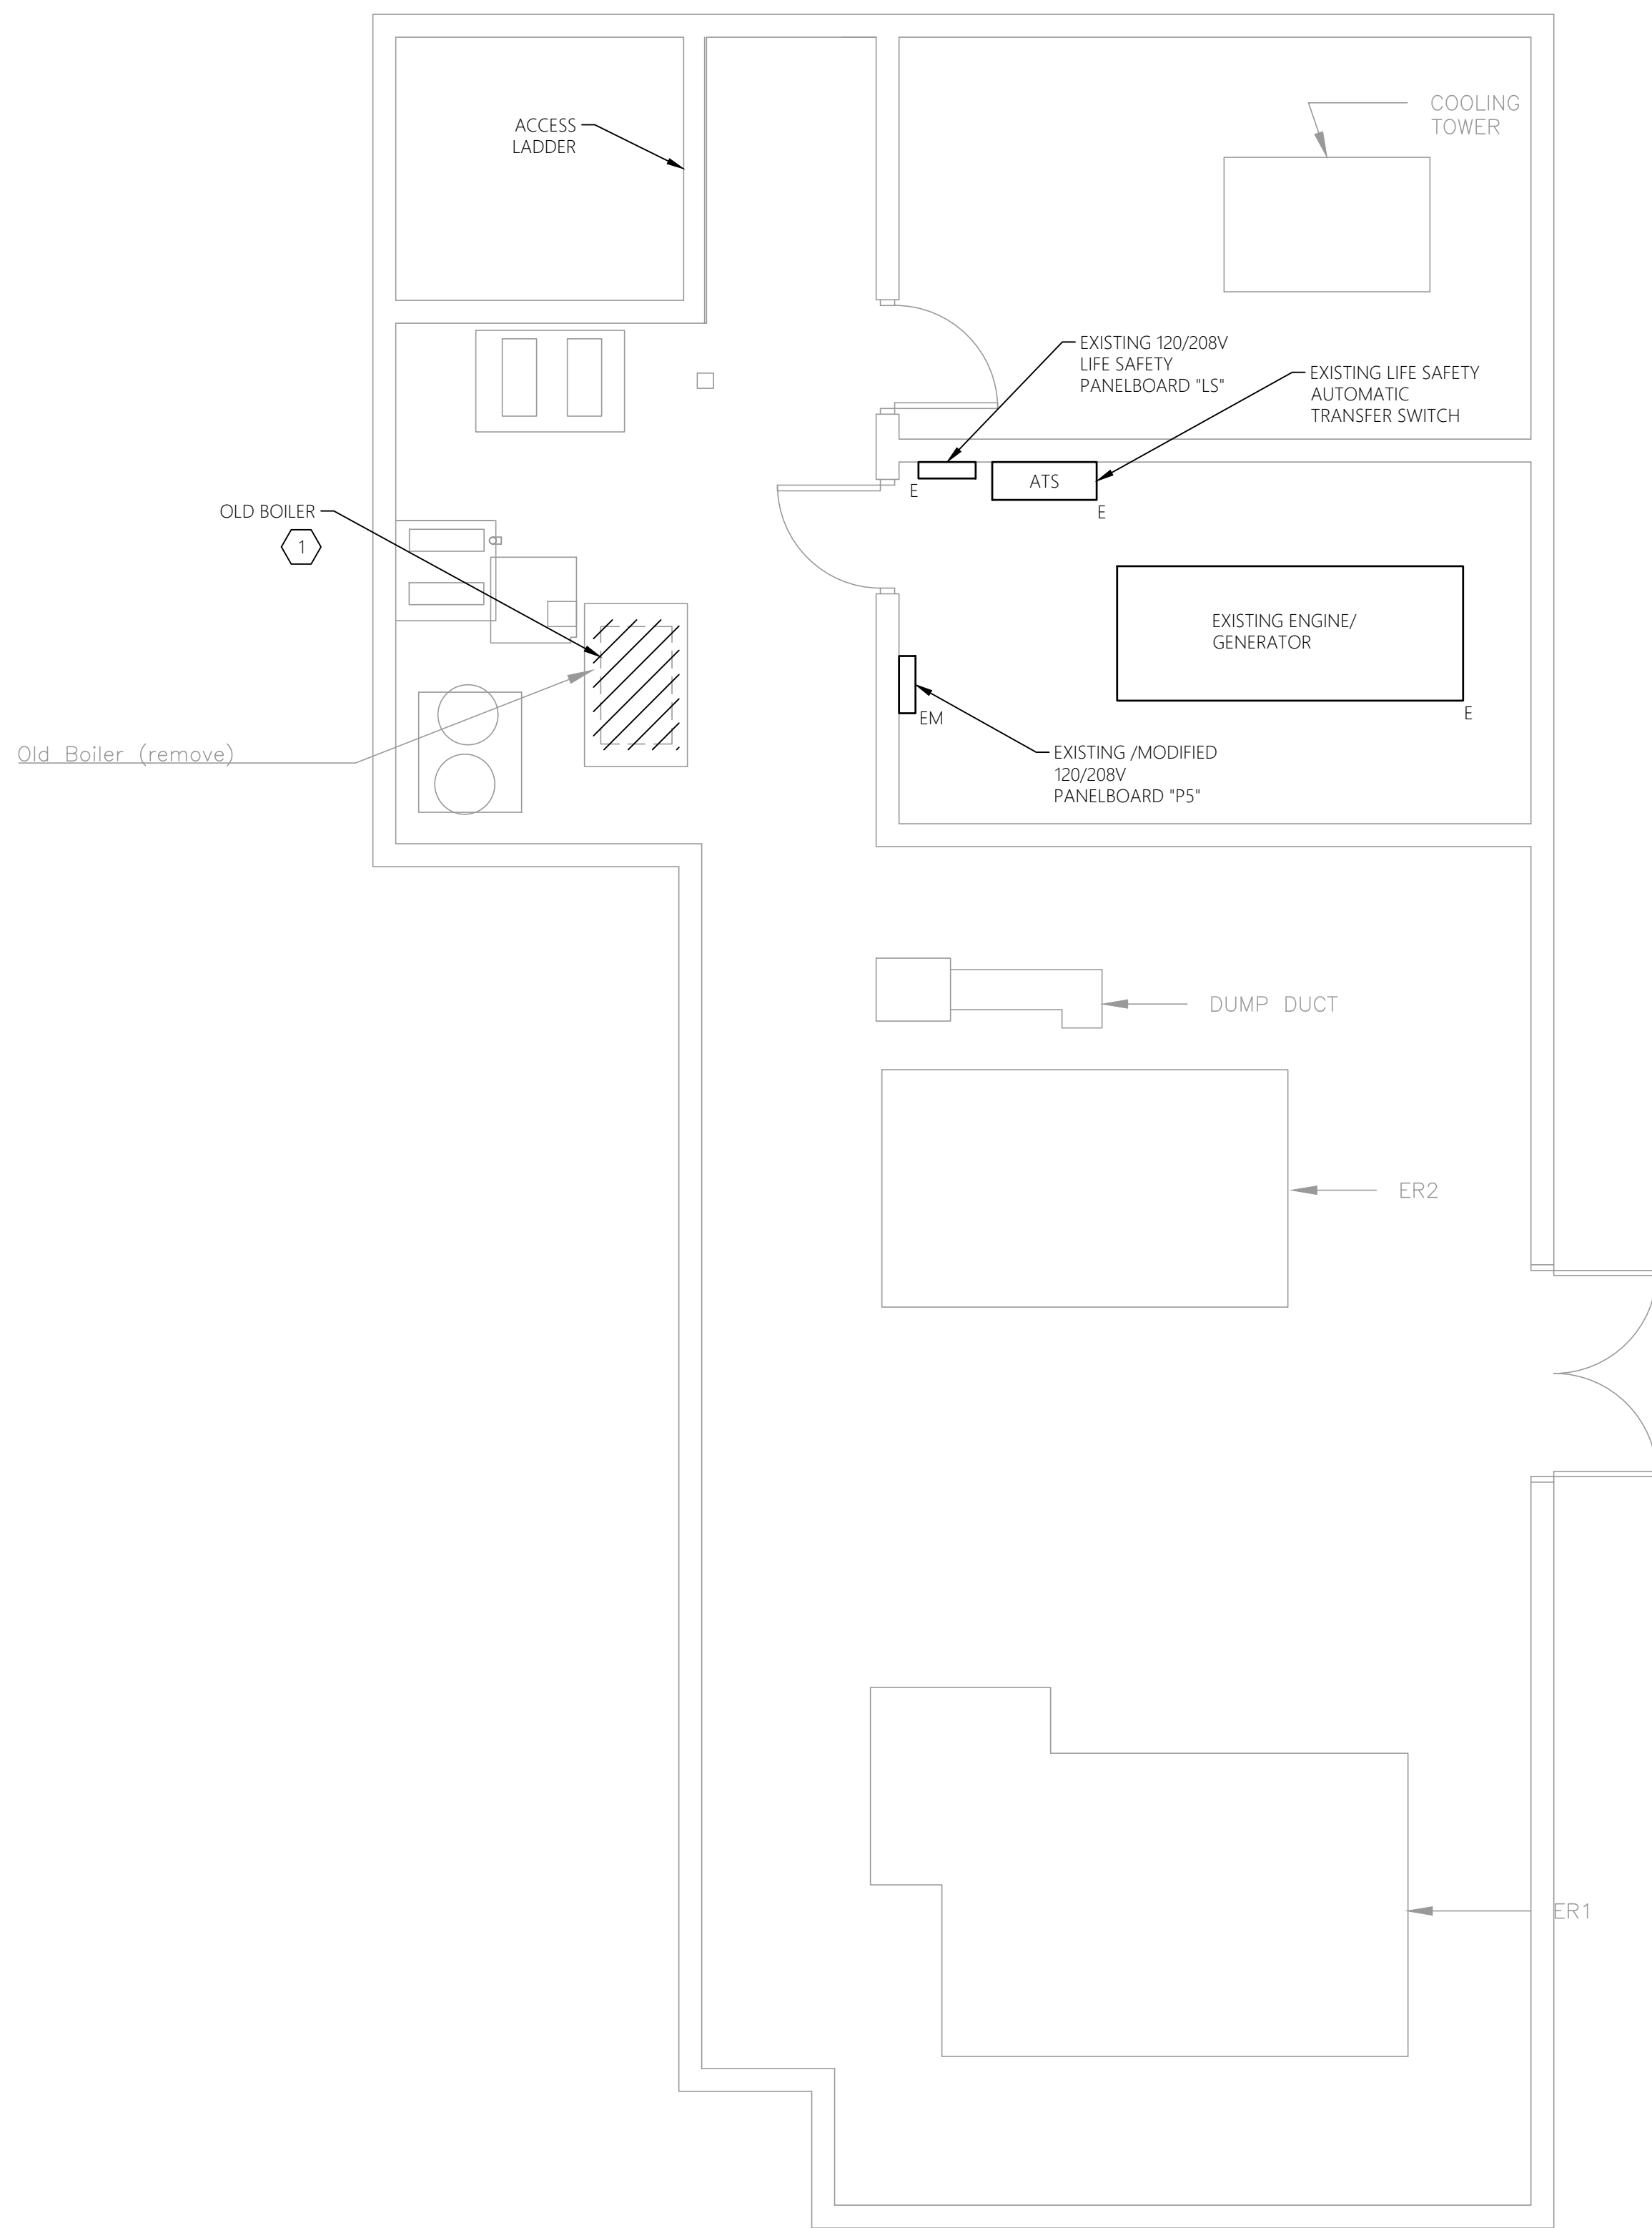 COOLING
TOWER
ACCESS
LADDER
EXISTING 120/208V
LIFE SAFETY
PANELBOARD "LS"
EXISTING LIFE SAFETY
AUTOMATIC
TRANSFER SWITCH
ATS
E
E
OLD BOILER
1
EXISTING ENGINE/
GENERATOR
E
EM
Old Boiler (remove)
EXISTING /MODIFIED
120/208V
PANELBOARD "P5"
DUMP DUCT
ER2
ER1